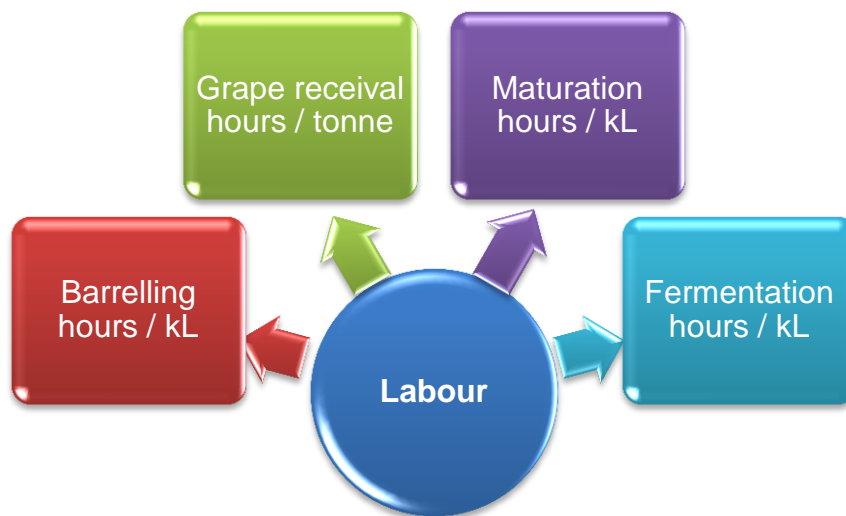 Grape receival
hours / tonne
Maturation
hours / kL
Barrelling
hours / kL
Fermentation
hours / kL
Labour